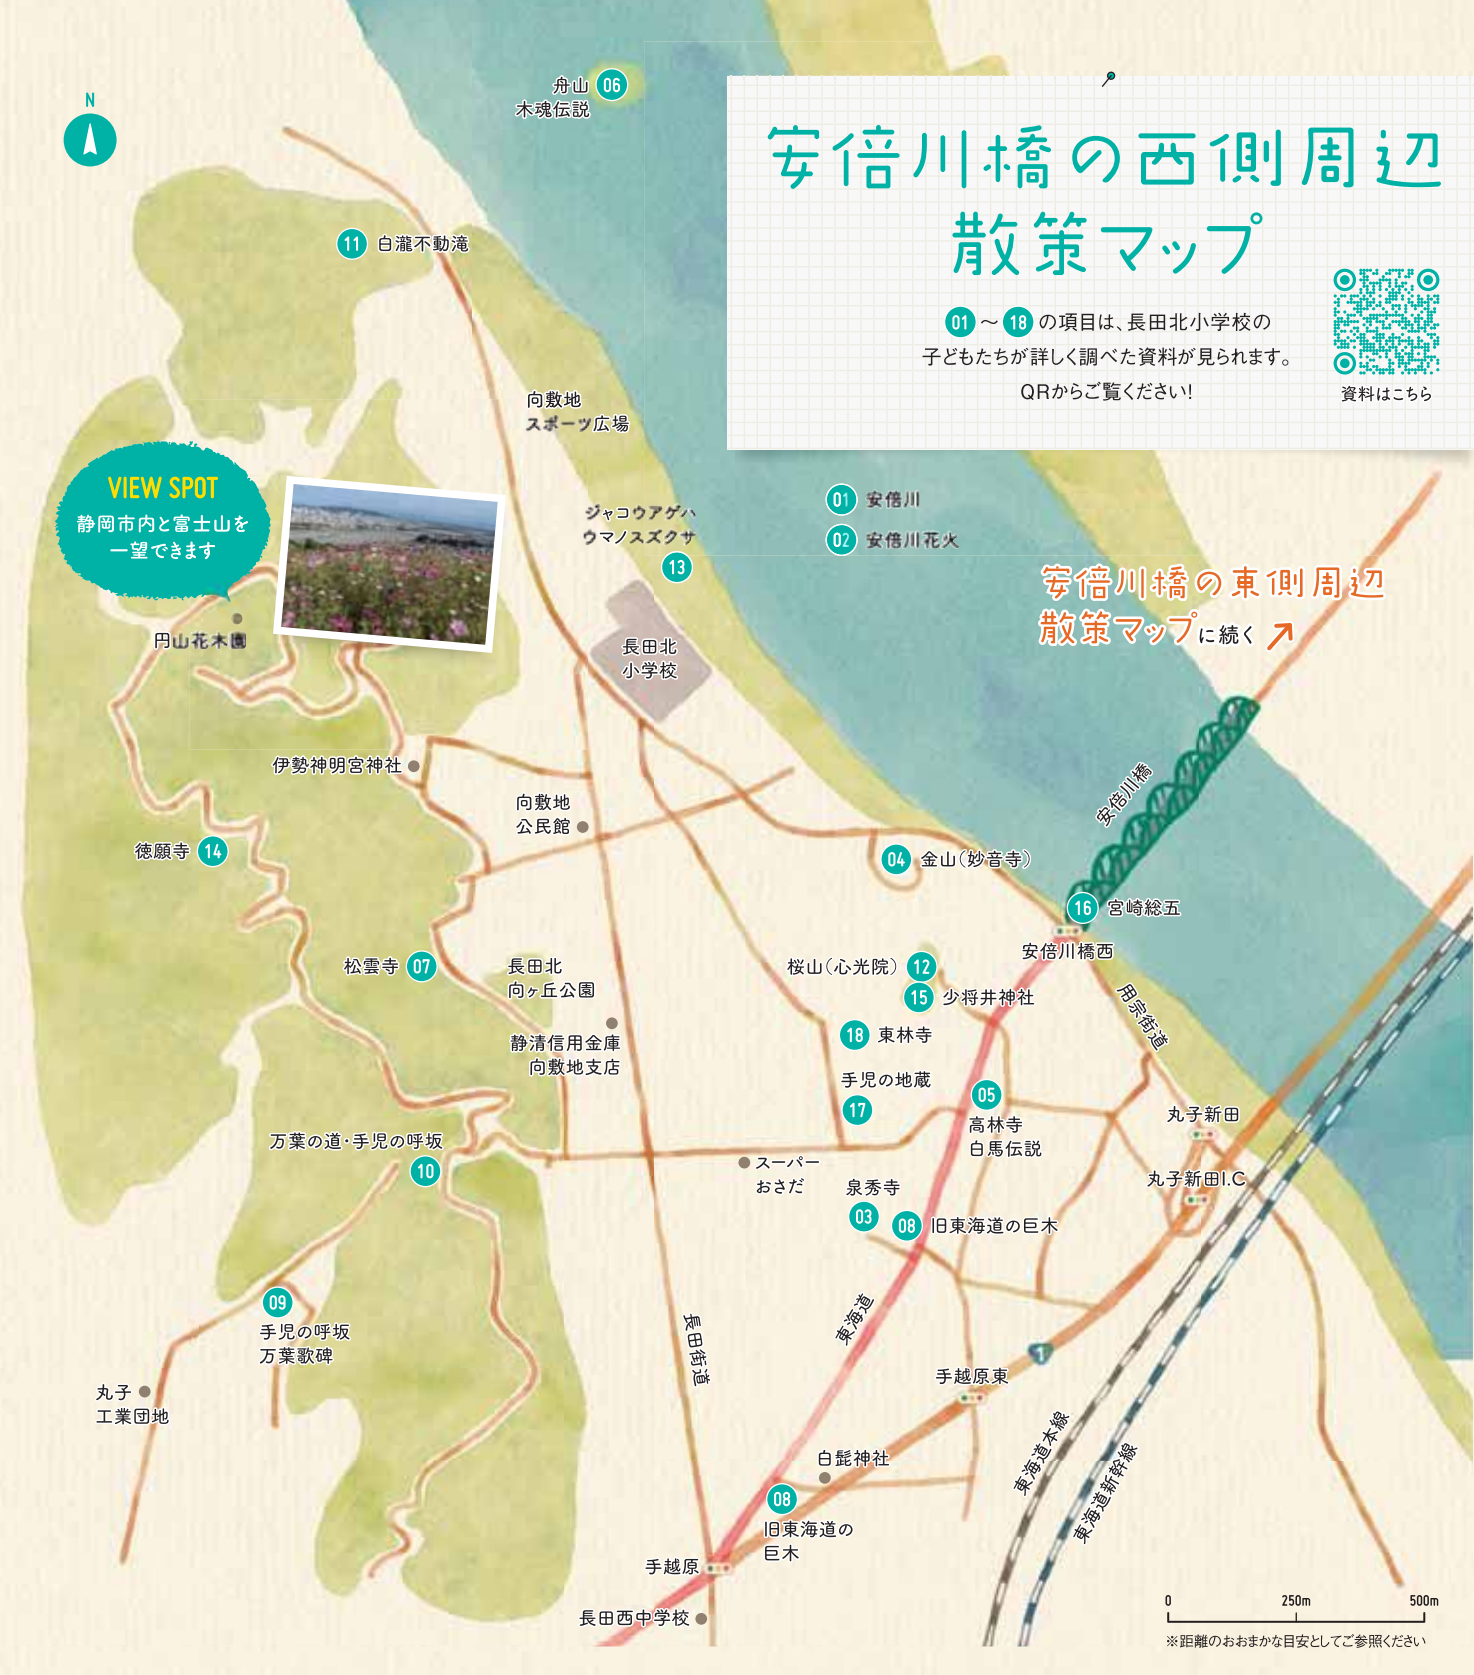 N
舟山
木魂伝説
06
安倍川橋の西側周辺
散策マップ
01～18の項目は、長田北小学校の
子どもたちが詳しく調べた資料が見られます。
QRからご覧ください！
資料はこちら
11 白瀧不動滝
向敷地
スポーツ広場
VIEW SPOT
静岡市内と富士山を
一望できます
円山花木園
ジャコウアゲハ
ウマノスズクサ
13
01 安倍川
02 安倍川花火
安倍川橋の東側周辺
散策マップに続く
長田北
小学校
伊勢神明宮神社
向敷地
公民館
安倍川橋
徳願寺 14
04 金山（妙音寺）
16 宮崎総五
安倍川橋西
松雲寺 07
長田北
向ヶ丘公園
桜山（心光院） 12
15 少将井神社
用宗街道
静清信用金庫
向敷地支店
18 東林寺
手児の地蔵
17
05
高林寺
白馬伝説
丸子新田
万葉の道・手児の呼坂
10
スーパー
おさだ
丸子新田I.C
泉秀寺
03
08 旧東海道の巨木
09
手児の呼坂
万葉歌碑
長田街道
東海道
1
丸子
工業団地
手越原東
東海道本線
東海道新幹線
白髭神社
08
旧東海道の
巨木
手越原
長田西中学校
0 250m 500m
※距離のおおまかな目安としてご参照ください